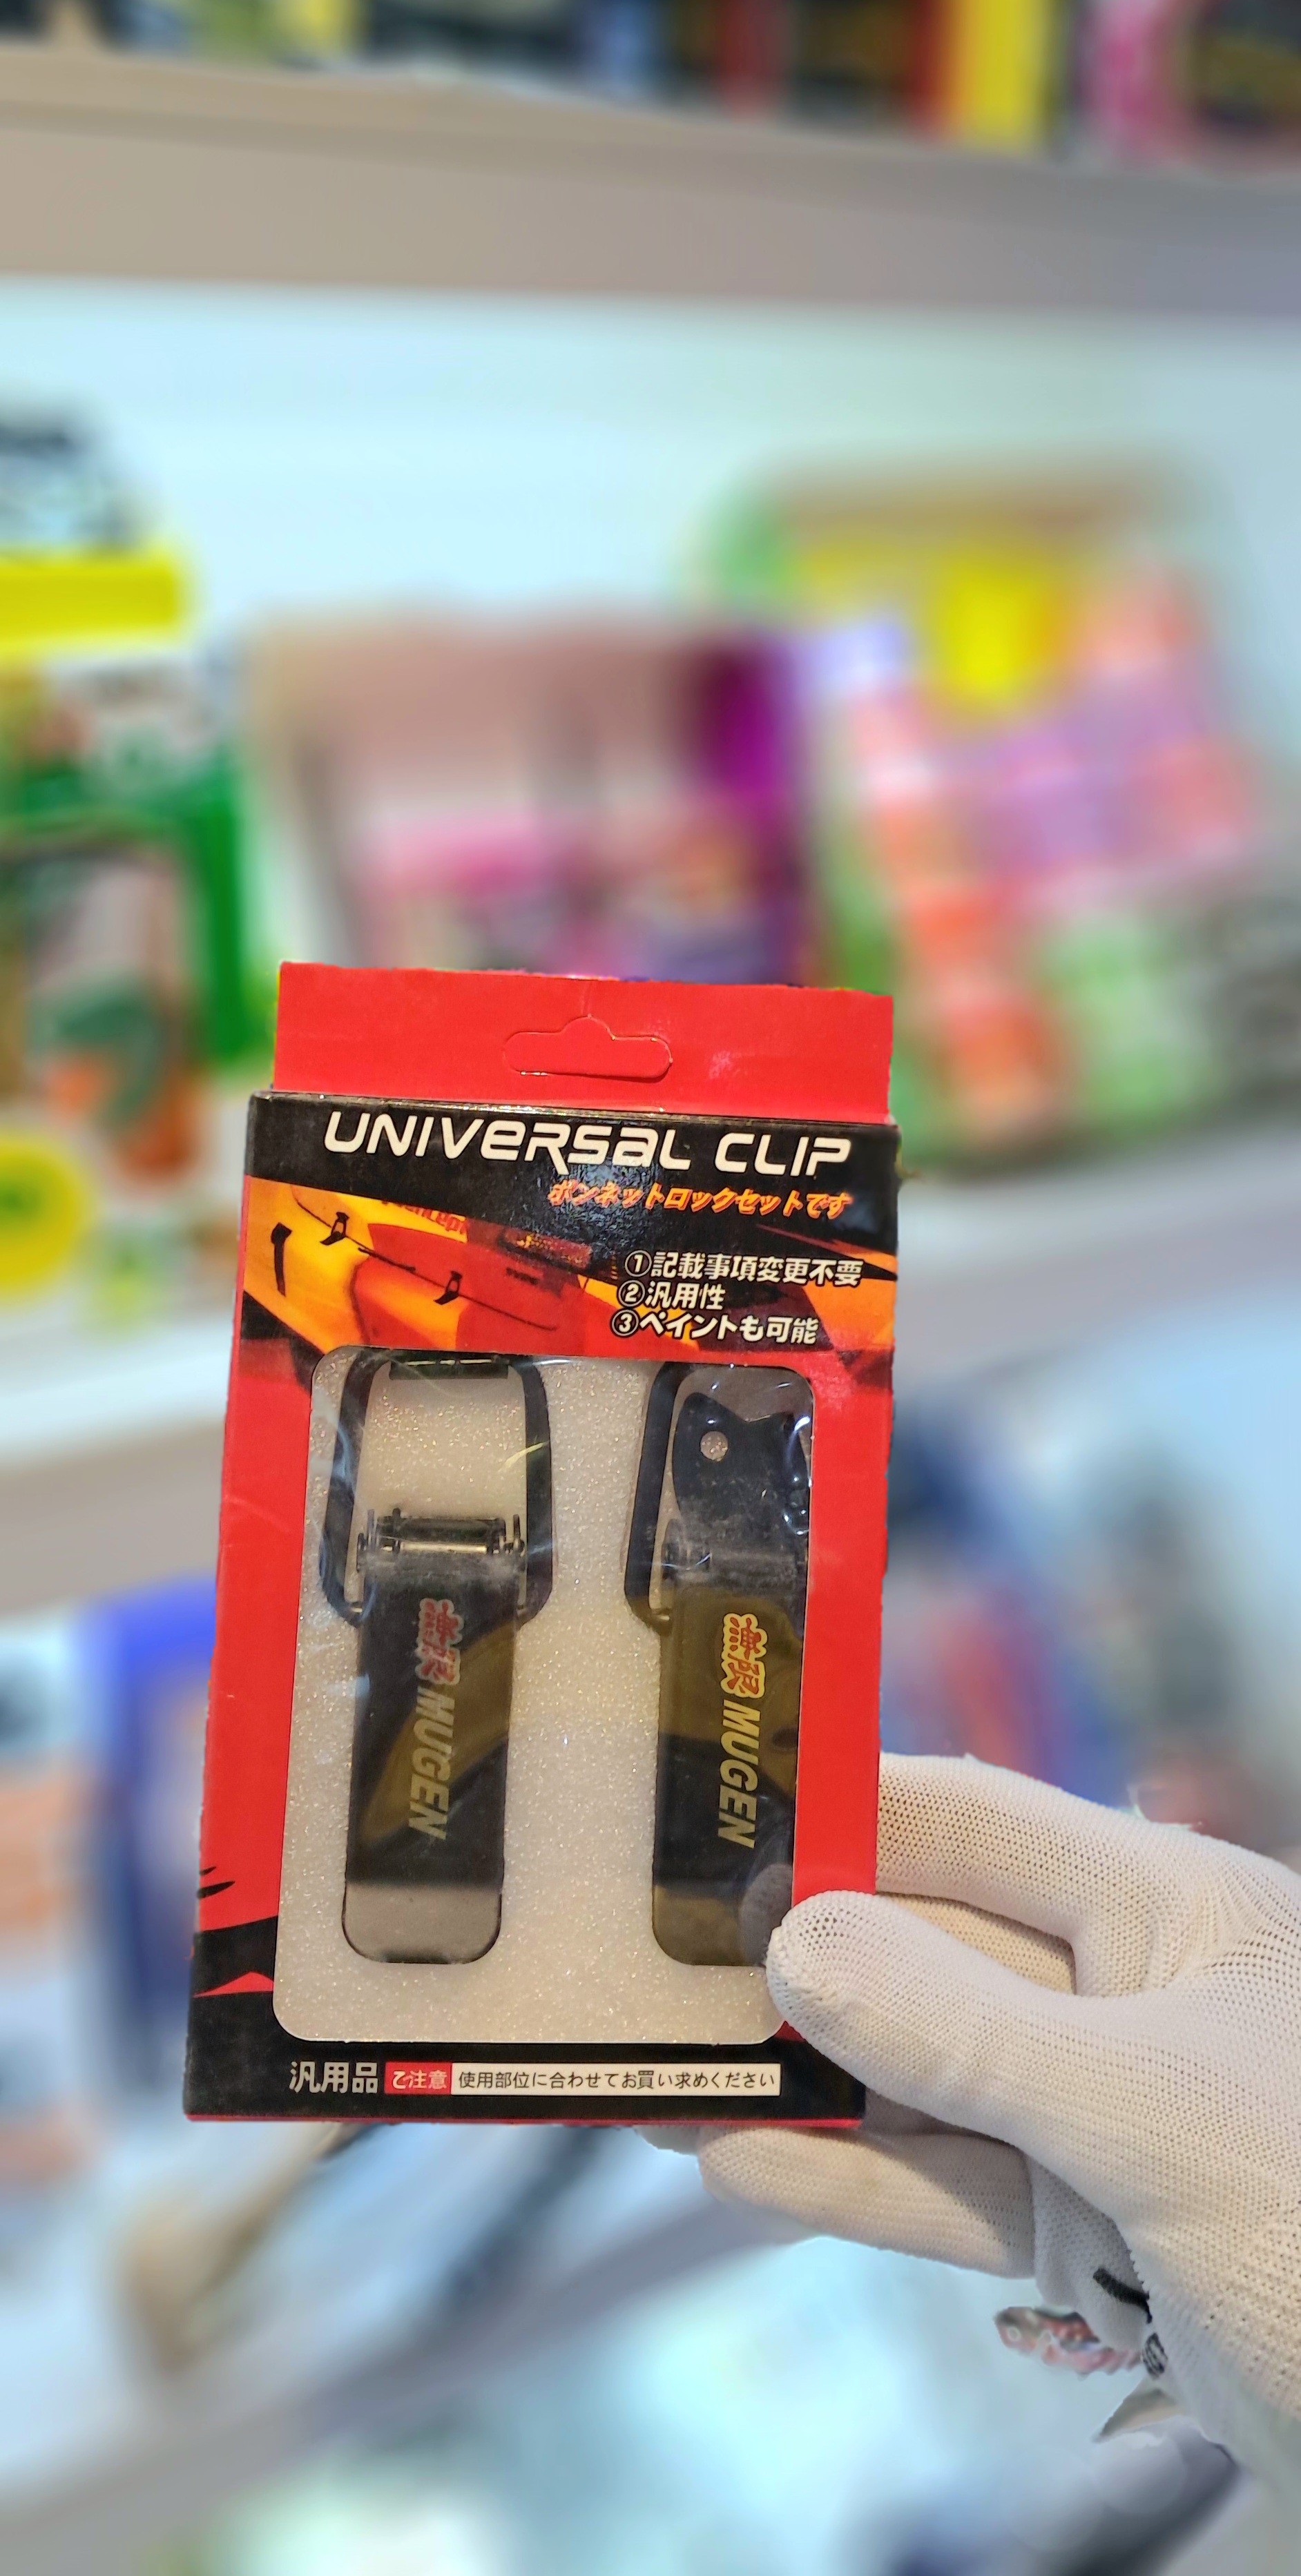 UNIVERSAL CLIP
ボンネットロックセットです
①記載事項変更不要
②汎用性
③ペイントも可能
無限 MUGEN
無限 MUGEN
汎用品 ご注意 使用部位に合わせてお買い求めください